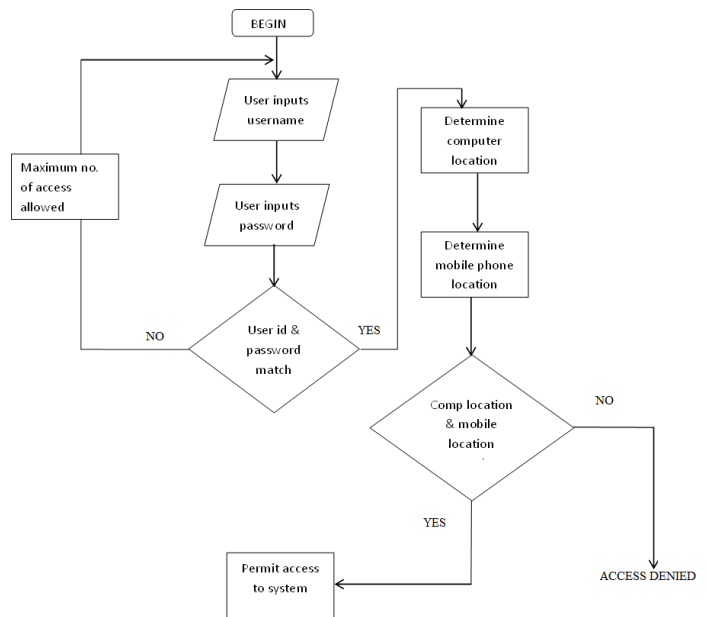 BEGIN
User inputs
username
User inputs
password
User id &
password
match
NO
Maximum no.
of access
allowed
YES
Determine
computer
location
Determine
mobile phone
location
Comp location
& mobile
location
NO
ACCESS DENIED
YES
Permit access
to system